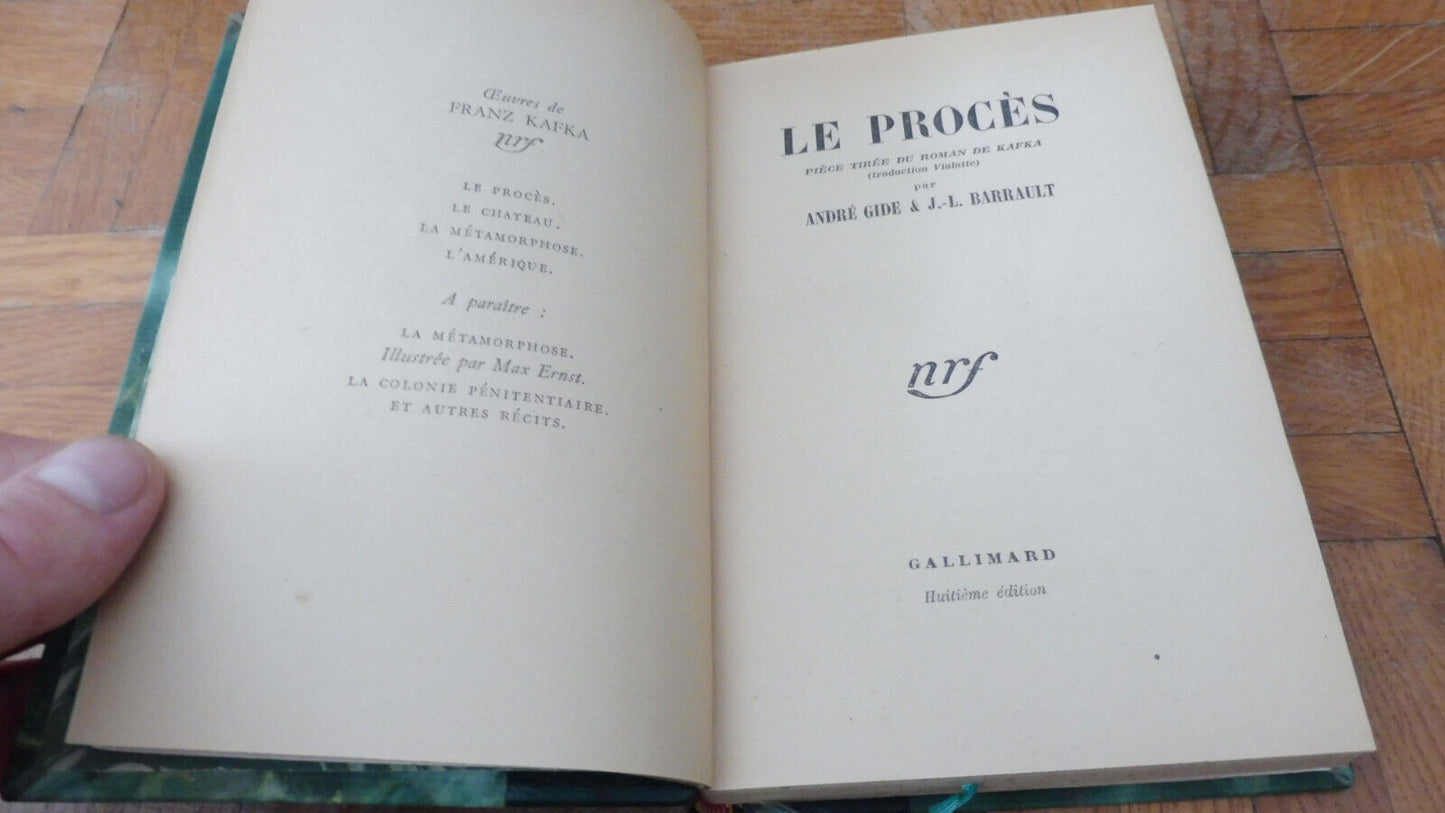 Œuvres de
FRANZ KAFKA
nrf
LE PROCÈS.
LE CHATEAU.
LA MÉTAMORPHOSE.
L'AMÉRIQUE.
A paraître :
LA MÉTAMORPHOSE.
Illustrée par Max Ernst.
LA COLONIE PÉNITENTIAIRE.
ET AUTRES RÉCITS.
LE PROCÈS
PIÈCE TIRÉE DU ROMAN DE KAFKA
(traduction Vialatte)
par
ANDRÉ GIDE & J.-L. BARRAULT
nrf
GALLIMARD
Huitième édition